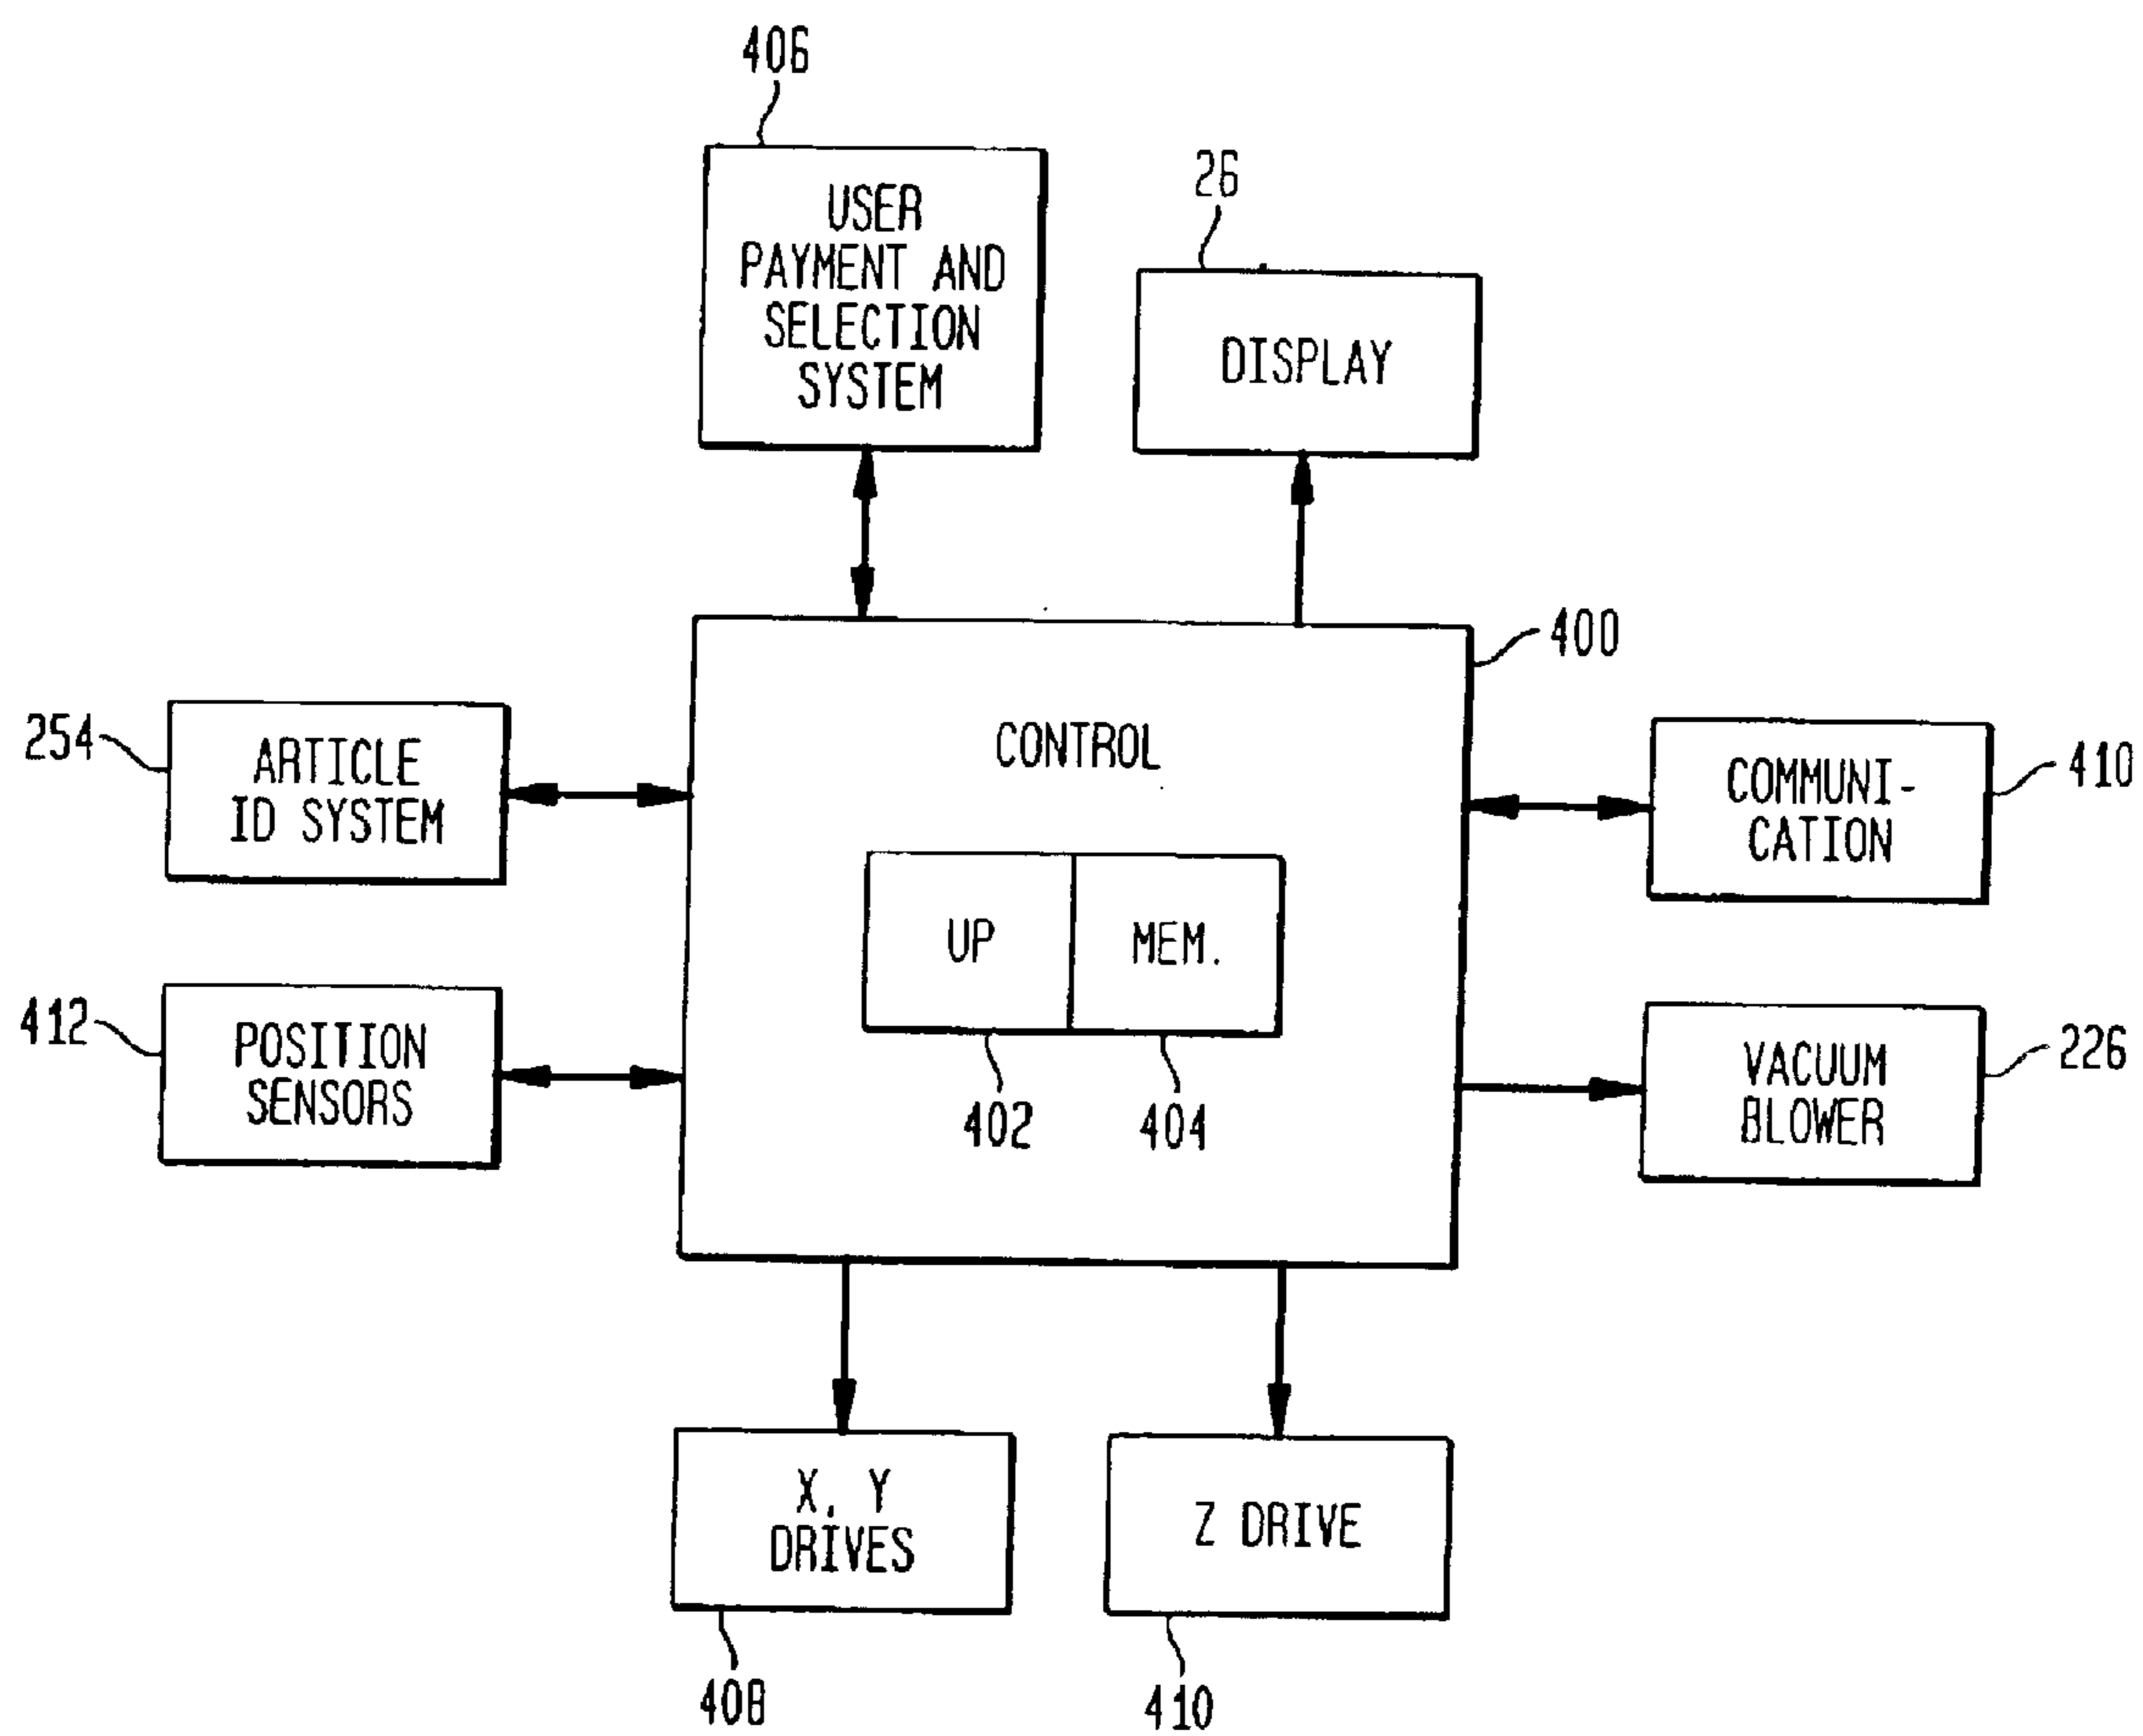 406
USER
PAYMENT AND
SELECTION
SYSTEM
26
DISPLAY
400
CONTROL
254
ARTICLE
ID SYSTEM
COMMUNI-
CATION
410
UP
MEM.
402
404
412
POSITION
SENSORS
VACUUM
BLOWER
226
X, Y
DRIVES
408
Z DRIVE
410